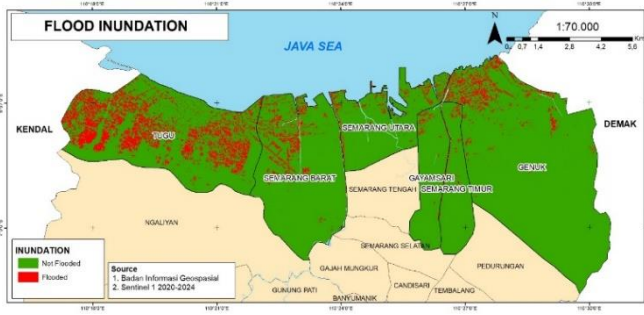 FLOOD INUNDATION
JAVA SEA
N
1:70.000
0 0,7 1,4 2,8 4,2 5,6
Km
KENDAL
DEMAK
TUGU
SEMARANG UTARA
SEMARANG BARAT
GAYAMSARI
GENUK
SEMARANG TENGAH
SEMARANG TIMUR
NGALIYAN
SEMARANG SELATAN
GAJAH MUNGKUR
PEDURUNGAN
CANDISARI
TEMBALANG
GUNUNG PATI
BANYUMANIK
INUNDATION
Not Flooded
Flooded
Source
1. Badan Informasi Geospasial
2. Sentinel 1 2020-2024